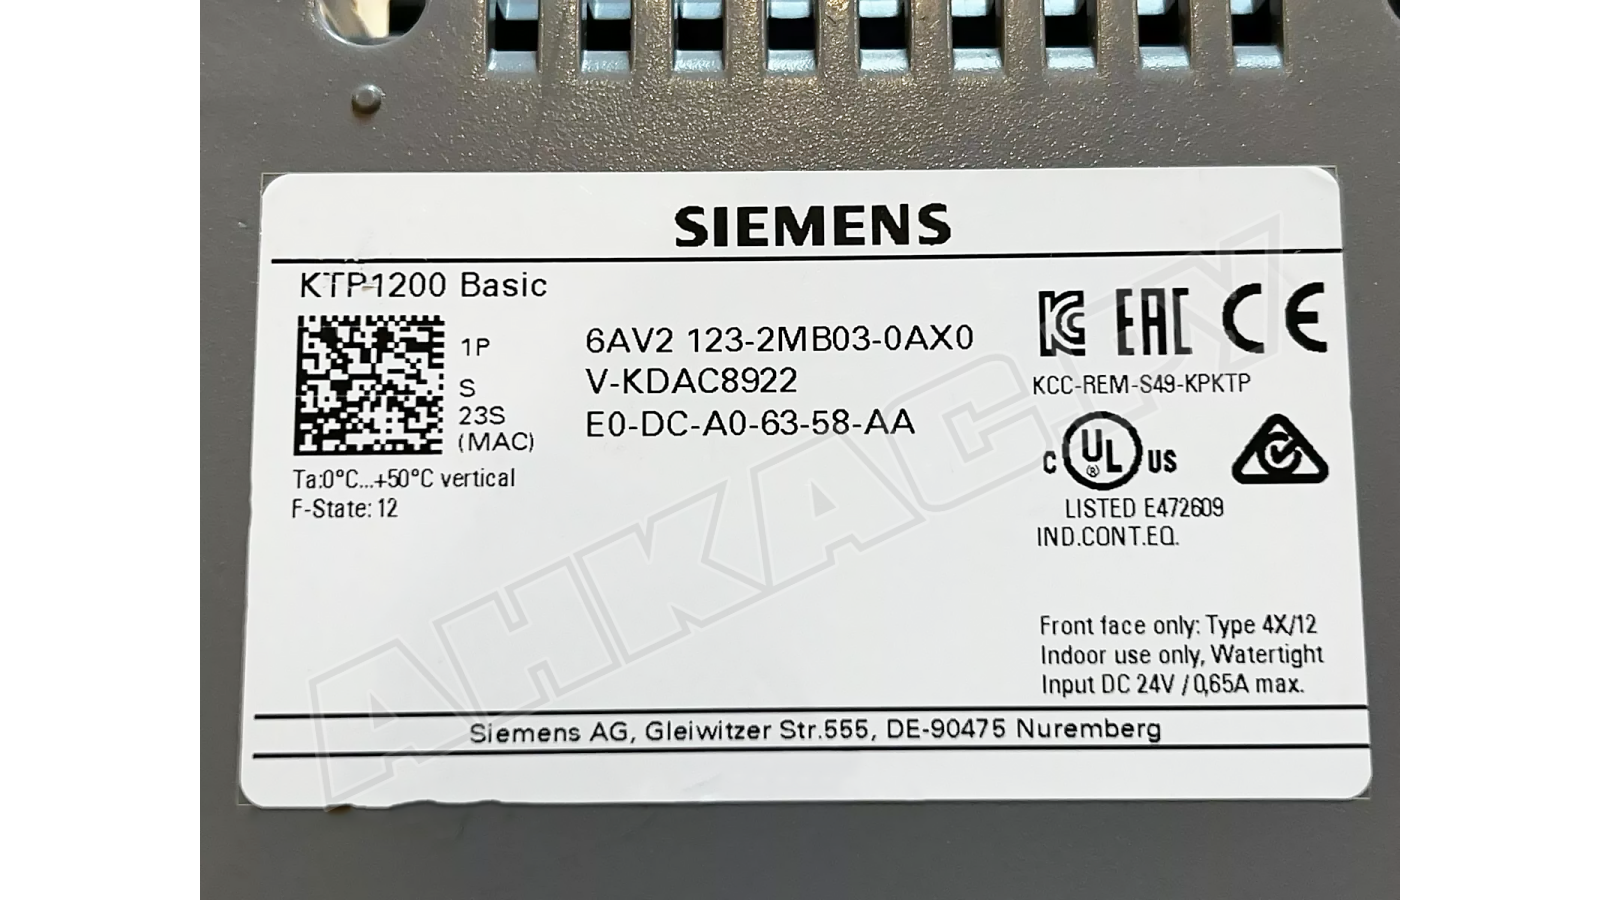 SIEMENS
KTP1200 Basic
1P 6AV2 123-2MB03-0AX0
S V-KDAC8922
23S
(MAC) E0-DC-A0-63-58-AA
Ta:0°C...+50°C vertical
F-State: 12
EAC CE
KCC-REM-S49-KPKTP
C UL US
®
LISTED E472609
IND.CONT.EQ.
Front face only: Type 4X/12
Indoor use only, Watertight
Input DC 24V / 0,65A max.
Siemens AG, Gleiwitzer Str.555, DE-90475 Nuremberg